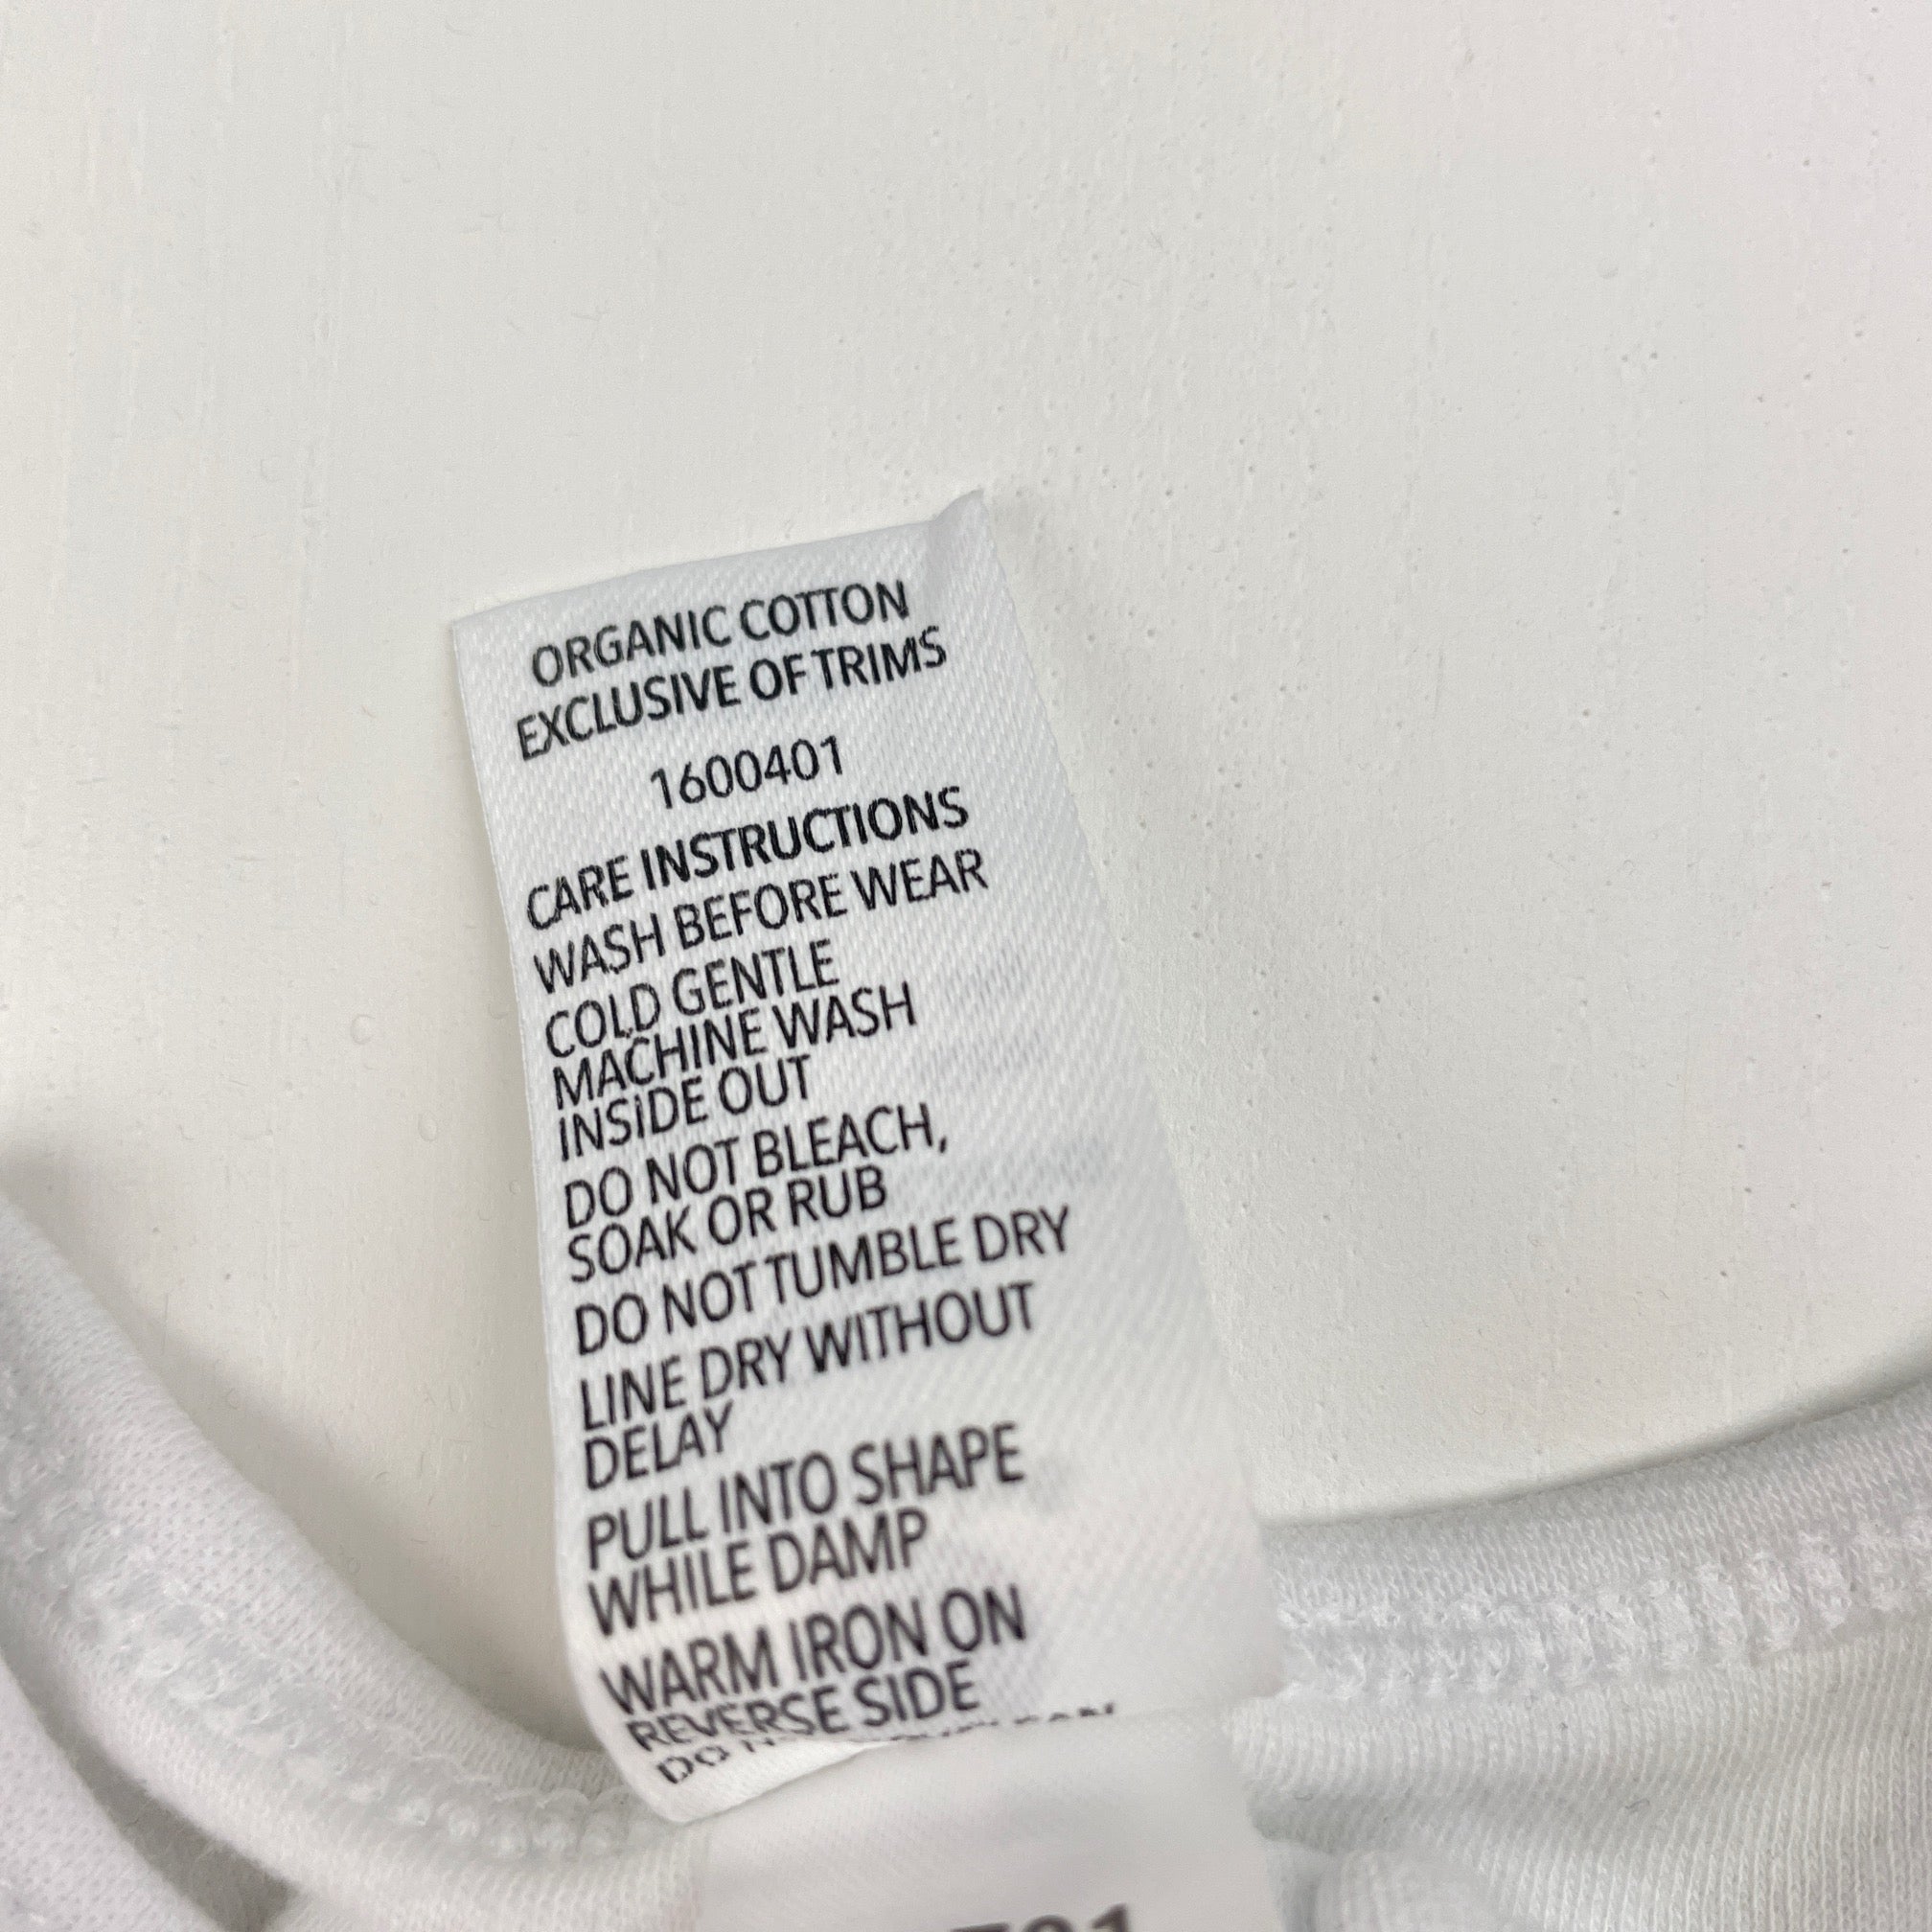 ORGANIC COTTON
EXCLUSIVE OF TRIMS
1600401
CARE INSTRUCTIONS
WASH BEFORE WEAR
COLD GENTLE
MACHINE WASH
INSIDE OUT
DO NOT BLEACH,
SOAK OR RUB
DO NOT TUMBLE DRY
LINE DRY WITHOUT
DELAY
PULL INTO SHAPE
WHILE DAMP
WARM IRON ON
REVERSE SIDE
DO